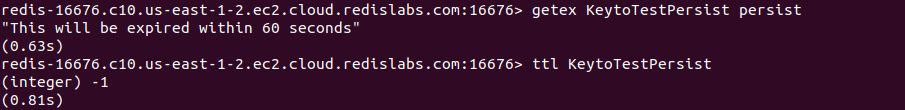 redis-16676.c10.us-east-1-2.ec2.cloud.redislabs.com:16676> getex KeytoTestPersist persist
"This will be expired within 60 seconds"
(0.63s)
redis-16676.c10.us-east-1-2.ec2.cloud.redislabs.com:16676> ttl KeytoTestPersist
(integer) -1
(0.81s)